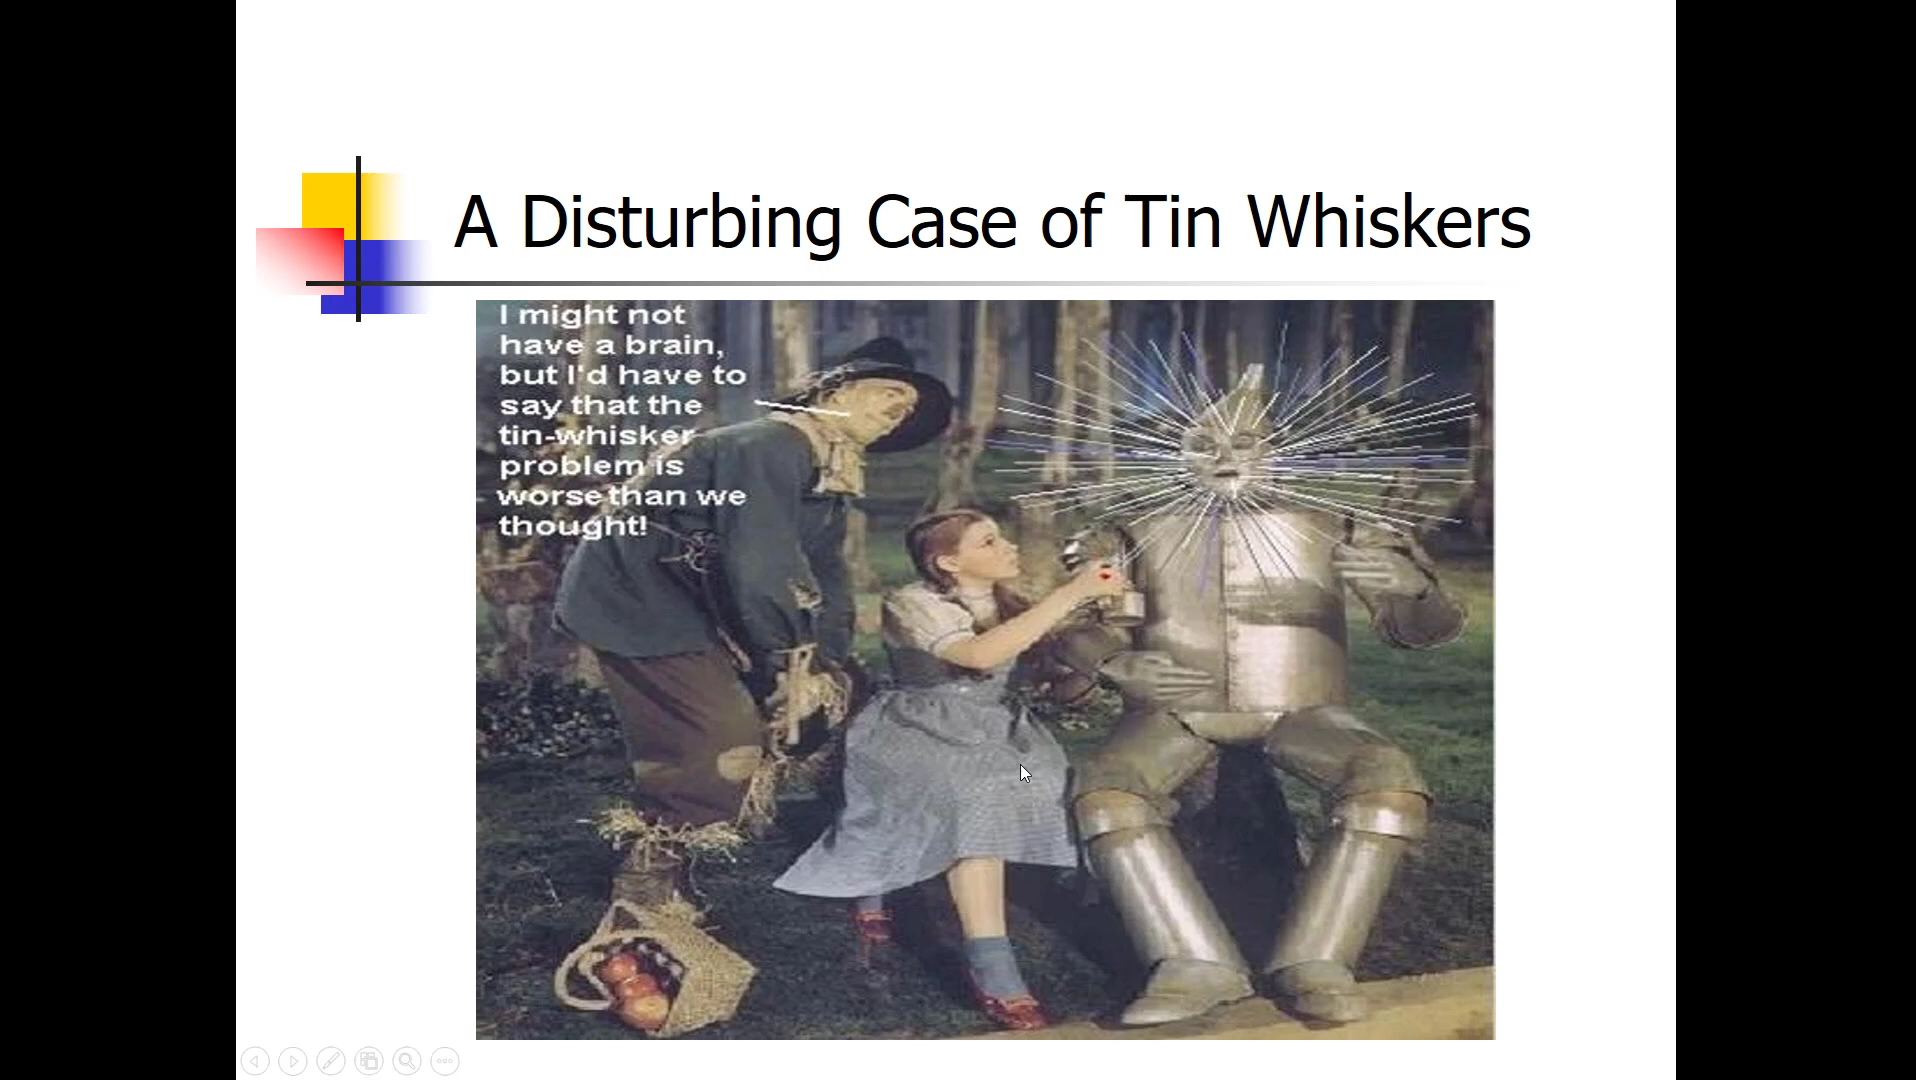 A Disturbing Case of Tin Whiskers
I might not
have a brain,
but I'd have to
say that the
tin-whisker
problem is
worse than we
thought!